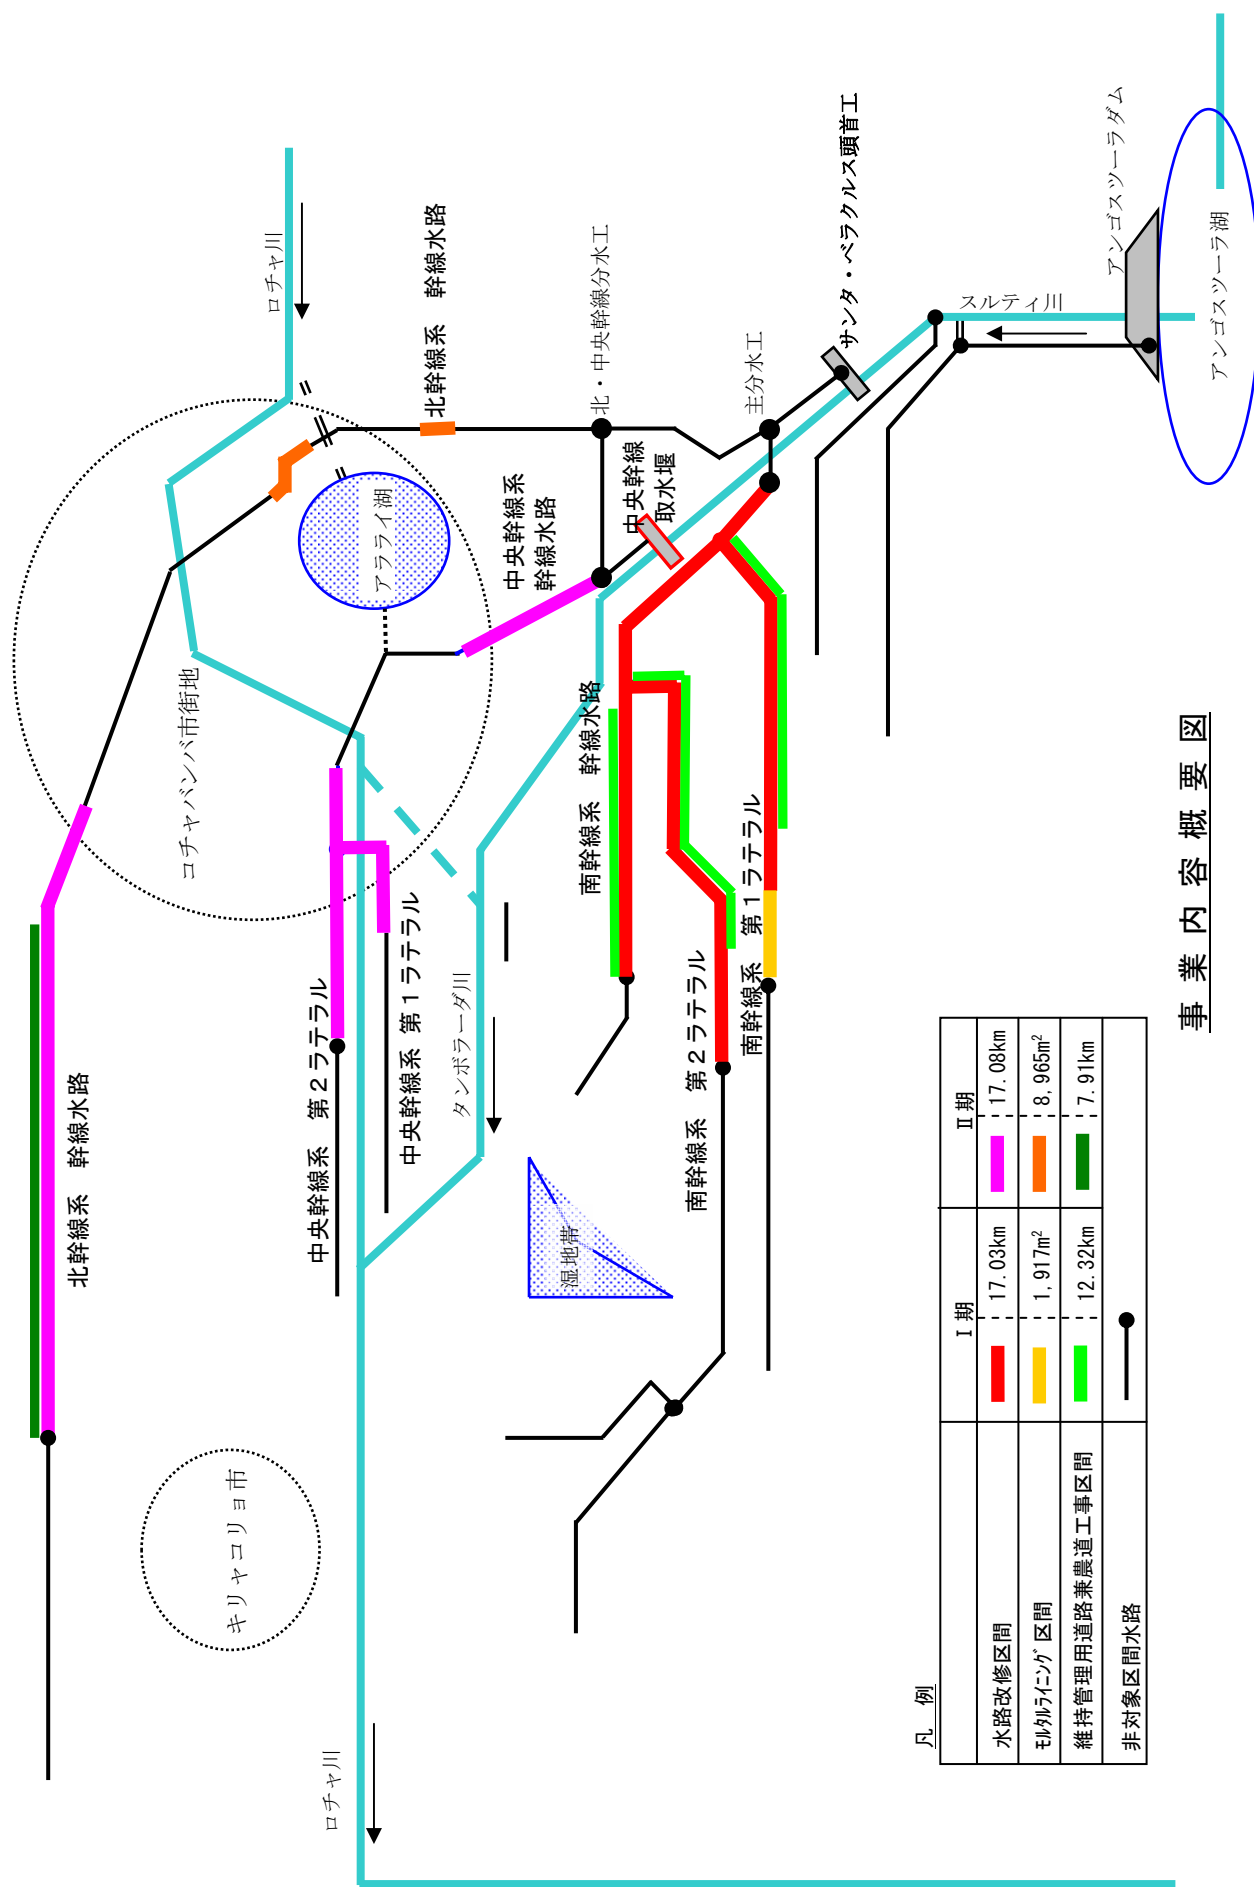 事業内容概要図
ロチャ川
北幹線系　幹線水路
北・中央幹線分水工
主分水工
サンタ・ベラクルス頭首工
アンゴスツーラダム
アンゴスツーラ湖
スルティ川
中央幹線
取水堰
中央幹線系
幹線水路
アラライ湖
コチャバンバ市街地
南幹線系　幹線水路
南幹線系　第１ラテラル
南幹線系　第２ラテラル
タンボラーダ川
中央幹線系　第１ラテラル
中央幹線系　第２ラテラル
北幹線系　幹線水路
湿地帯
キリャコリョ市
ロチャ川
凡　例
Ⅰ期 Ⅱ期
水路改修区間 17.03km 17.08km
ﾓﾙﾀﾙﾗｲﾆﾝｸﾞ区間 1,917m² 8,965m²
維持管理用道路兼農道工事区間 12.32km 7.91km
非対象区間水路